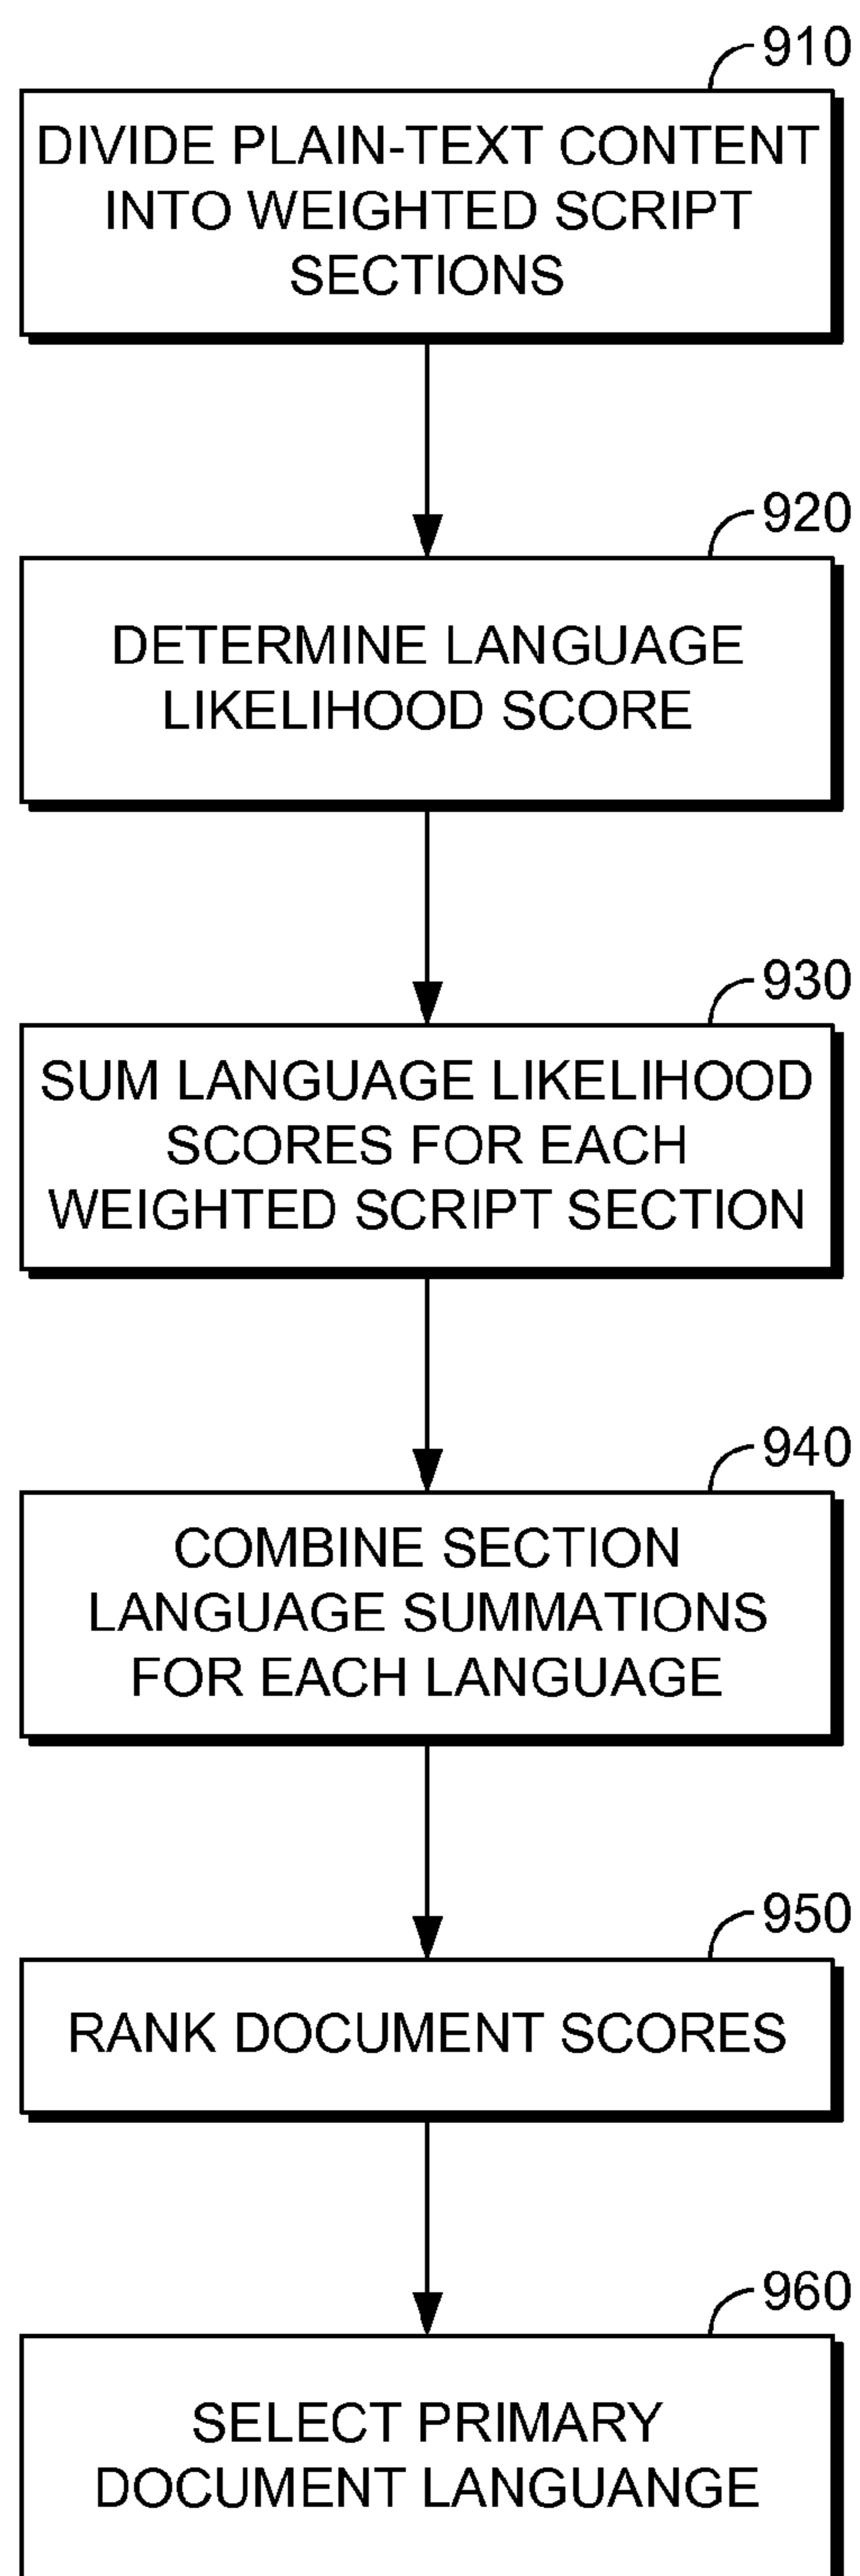 910
DIVIDE PLAIN-TEXT CONTENT
INTO WEIGHTED SCRIPT
SECTIONS
920
DETERMINE LANGUAGE
LIKELIHOOD SCORE
930
SUM LANGUAGE LIKELIHOOD
SCORES FOR EACH
WEIGHTED SCRIPT SECTION
940
COMBINE SECTION
LANGUAGE SUMMATIONS
FOR EACH LANGUAGE
950
RANK DOCUMENT SCORES
960
SELECT PRIMARY
DOCUMENT LANGUANGE